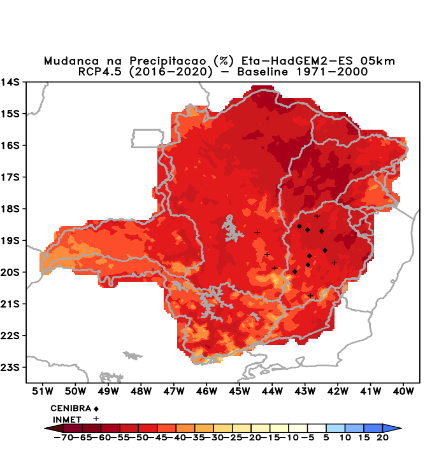 Mudanca na Precipitacao (%) Eta-HadGEM2-ES 05km
RCP4.5 (2016-2020) - Baseline 1971-2000
14S
15S
16S
17S
18S
19S
20S
21S
22S
23S
51W 50W 49W 48W 47W 46W 45W 44W 43W 42W 41W 40W
CENIBRA
INMET
-70 -65 -60 -55 -50 -45 -40 -35 -30 -25 -20 -15 -10 -5 5 10 15 20